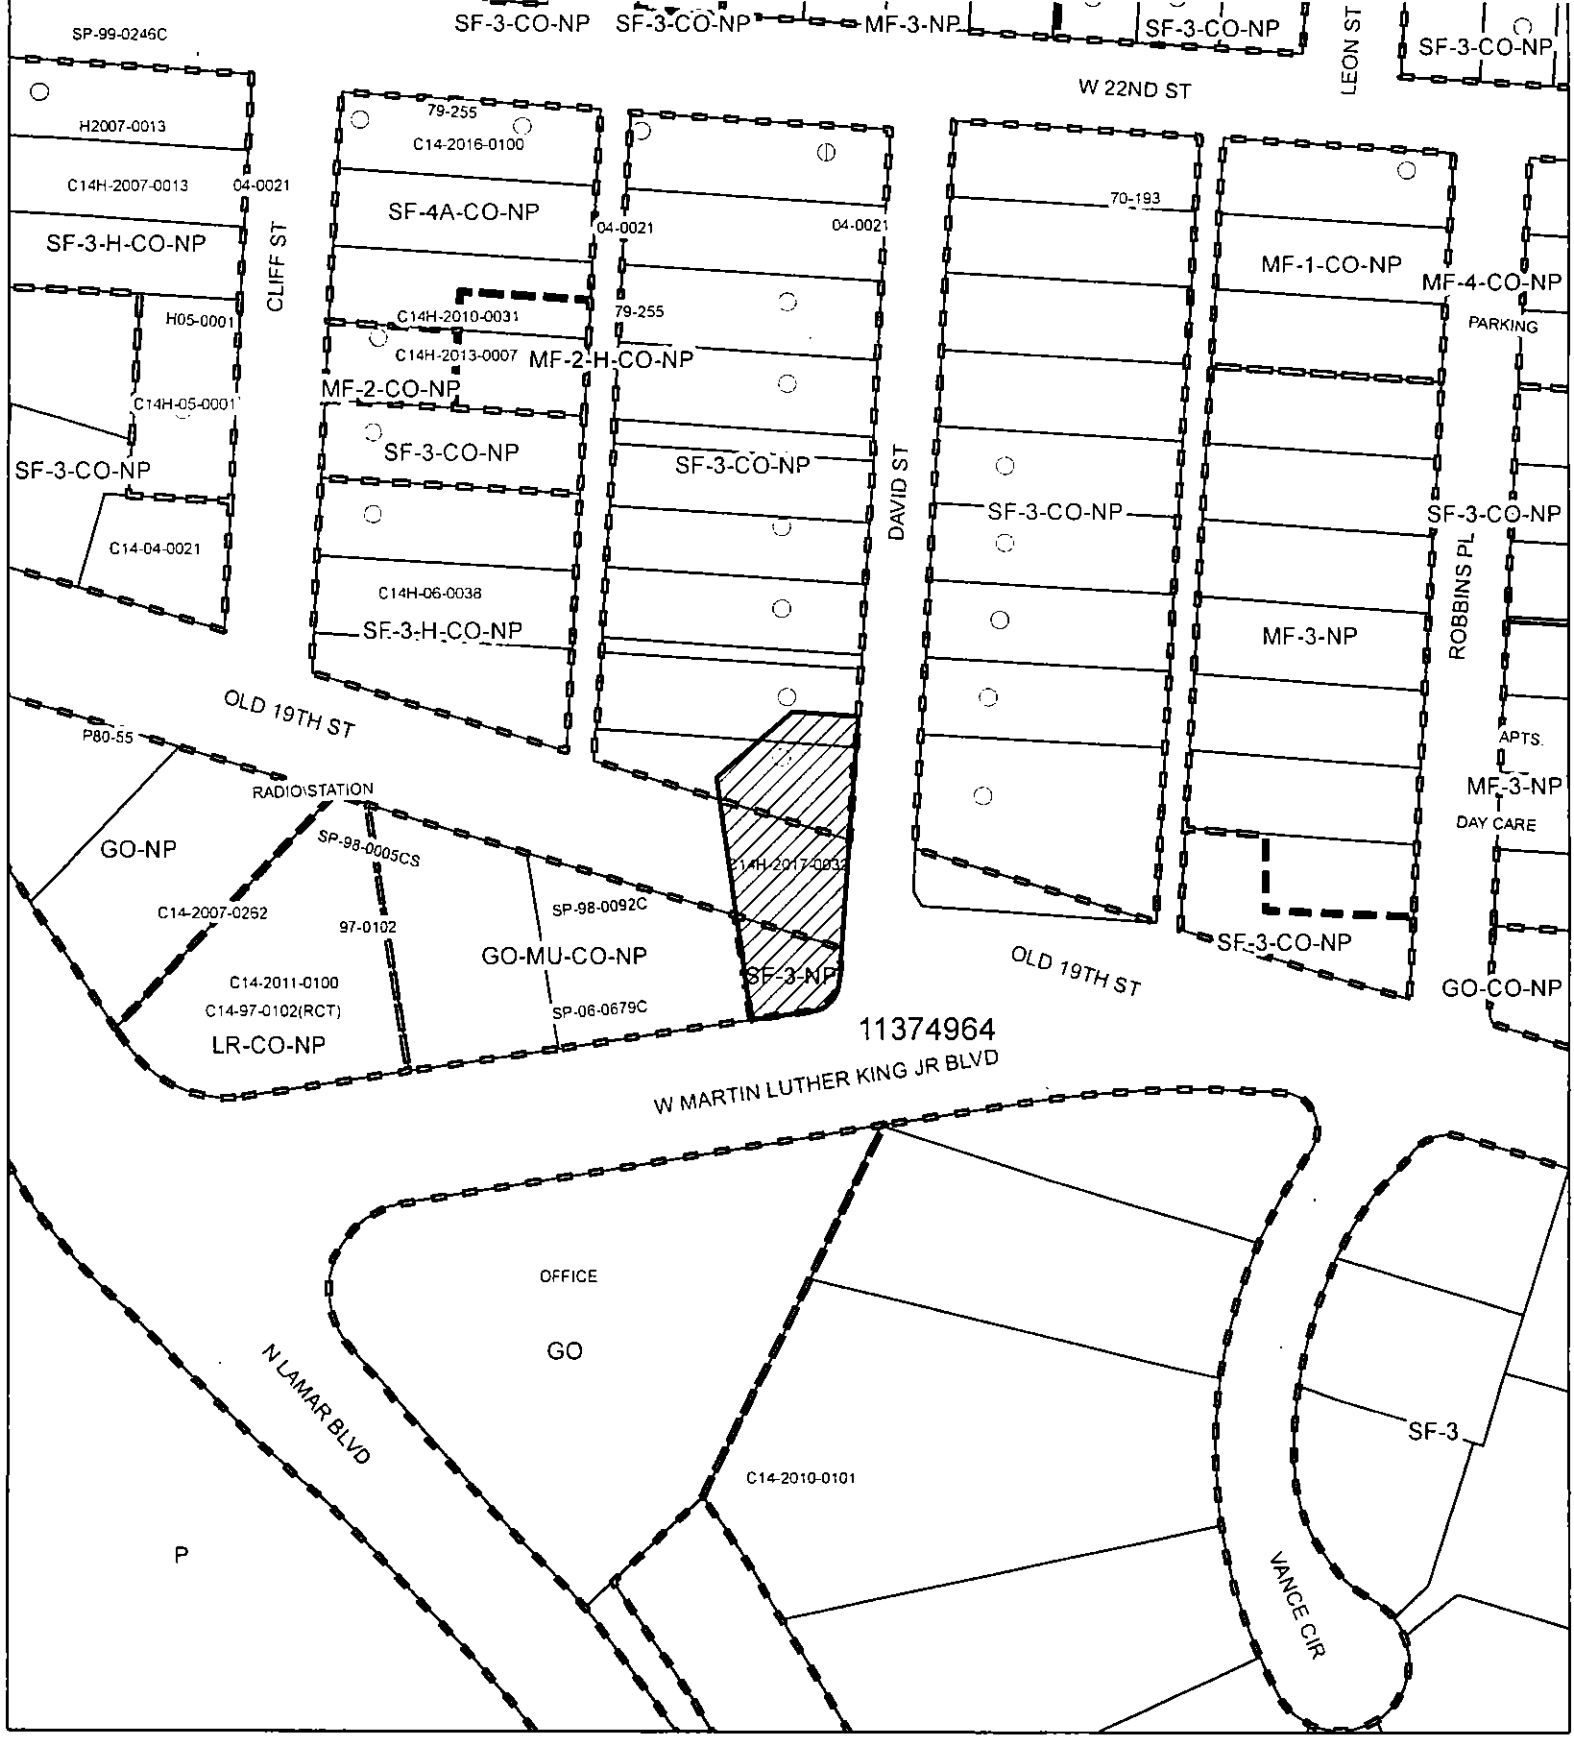 SP-99-0246C
SF-3-CO-NP
SF-3-CO-NP
MF-3-NP
SF-3-CO-NP
LEON ST
SF-3-CO-NP
W 22ND ST
H2007-0013
79-255
C14-2016-0100
C14H-2007-0013
04-0021
SF-4A-CO-NP
04-0021
04-0021
70-193
SF-3-H-CO-NP
CLIFF ST
MF-1-CO-NP
MF-4-CO-NP
H05-0001
C14H-2010-0031
79-255
PARKING
C14H-2013-0007
MF-2-H-CO-NP
MF-2-CO-NP
C14H-05-0001
SF-3-CO-NP
SF-3-CO-NP
SF-3-CO-NP
DAVID ST
SF-3-CO-NP
SF-3-CO-NP
C14-04-0021
ROBBINS PL
C14H-06-0038
SF-3-H-CO-NP
MF-3-NP
OLD 19TH ST
P80-55
APTS.
RADIO STATION
MF-3-NP
DAY CARE
GO-NP
SP-98-0005CS
C14H-2017-0032
C14-2007-0262
97-0102
SP-98-0092C
SF-3-CO-NP
GO-MU-CO-NP
OLD 19TH ST
C14-2011-0100
SF-3-NP
GO-CO-NP
C14-97-0102(RCT)
SP-06-0679C
LR-CO-NP
11374964
W MARTIN LUTHER KING JR BLVD
OFFICE
GO
N LAMAR BLVD
SF-3
C14-2010-0101
P
VANCE CIR